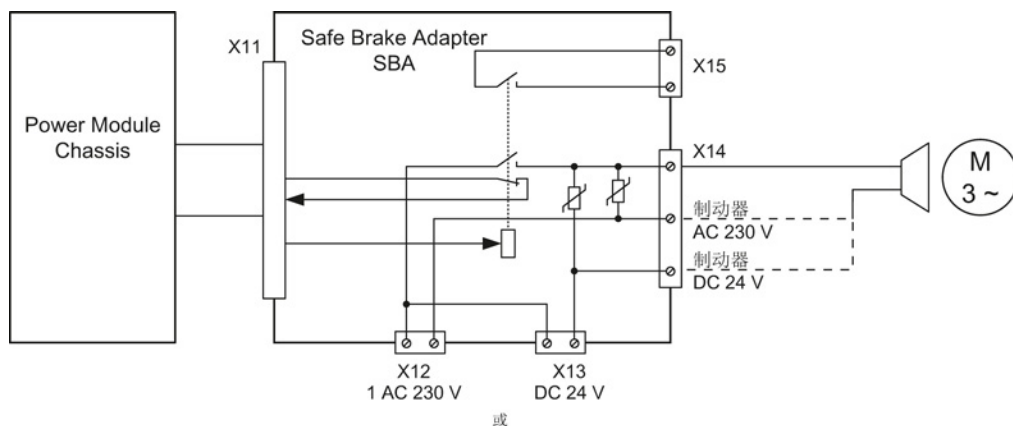 Power Module
Chassis
X11
Safe Brake Adapter
SBA
X15
X14
制动器
AC 230 V
制动器
DC 24 V
M
3 ~
X12
1 AC 230 V
X13
DC 24 V
或